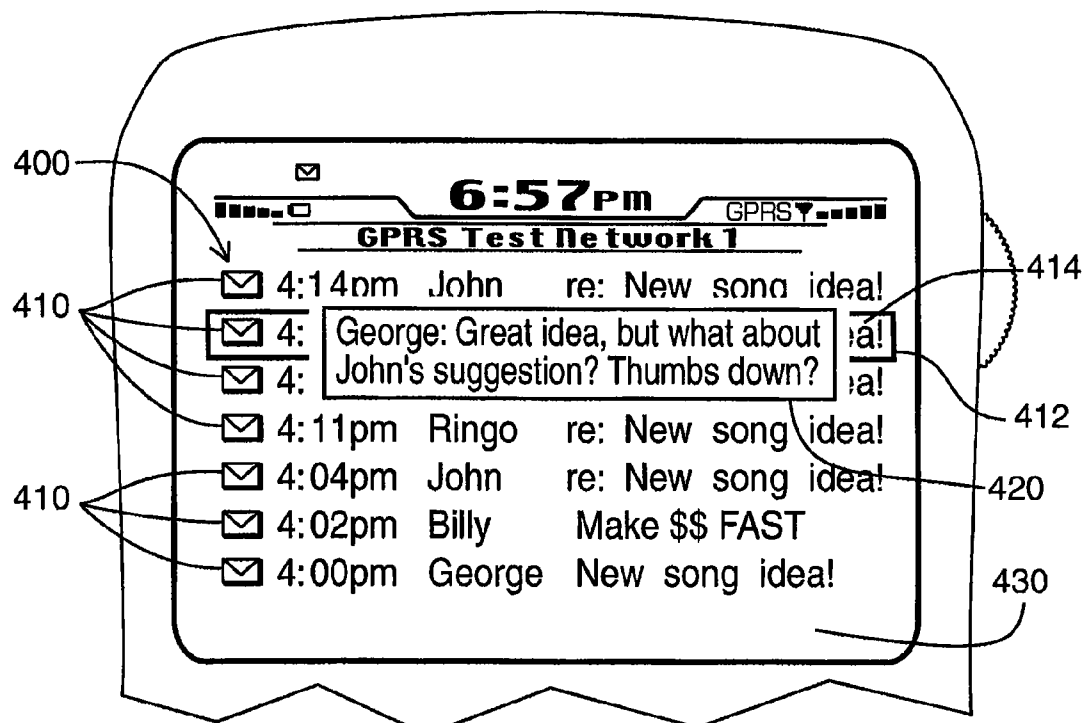 400
6:57PM
GPRS
GPRS Test Network 1
410
4:14pm John re: New song idea!
414
4: George: Great idea, but what about ea!
4: John's suggestion? Thumbs down? ea!
412
4:11pm Ringo re: New song idea!
410
4:04pm John re: New song idea!
420
4:02pm Billy Make $$ FAST
4:00pm George New song idea!
430